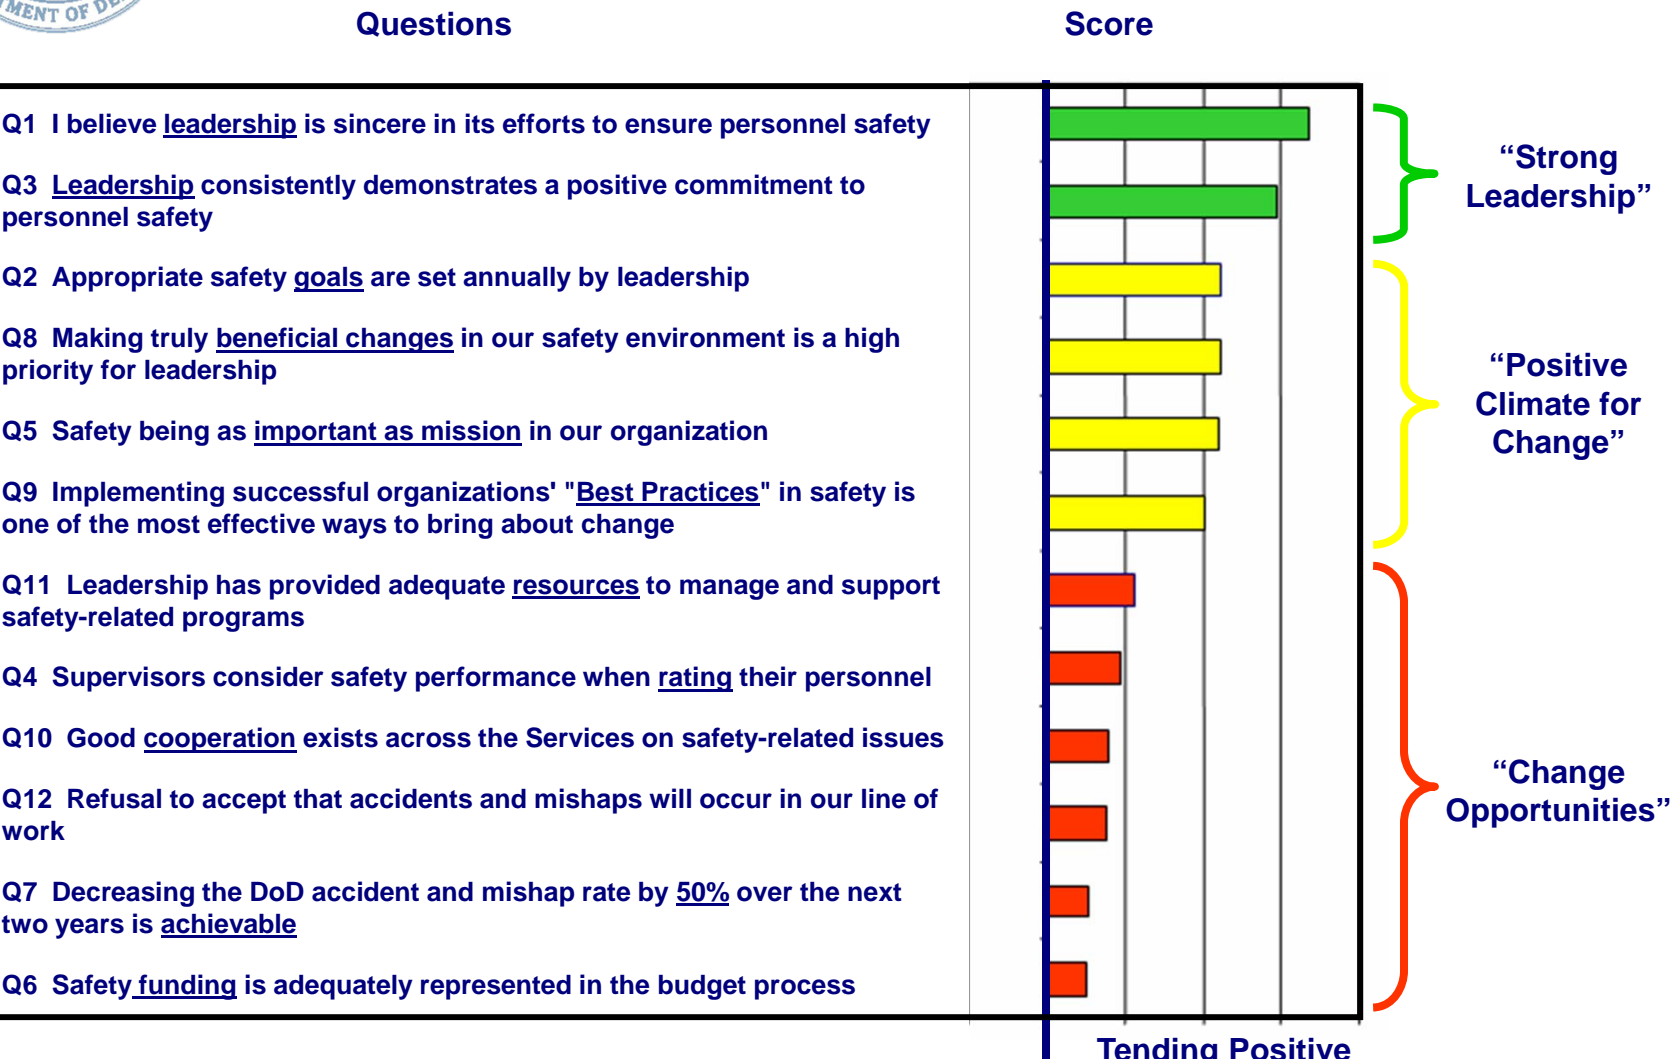 MENT OF DE
Questions
Score
Q1 I believe leadership is sincere in its efforts to ensure personnel safety
Q3 Leadership consistently demonstrates a positive commitment to
personnel safety
Q2 Appropriate safety goals are set annually by leadership
Q8 Making truly beneficial changes in our safety environment is a high
priority for leadership
Q5 Safety being as important as mission in our organization
Q9 Implementing successful organizations' "Best Practices" in safety is
one of the most effective ways to bring about change
Q11 Leadership has provided adequate resources to manage and support
safety-related programs
Q4 Supervisors consider safety performance when rating their personnel
Q10 Good cooperation exists across the Services on safety-related issues
Q12 Refusal to accept that accidents and mishaps will occur in our line of
work
Q7 Decreasing the DoD accident and mishap rate by 50% over the next
two years is achievable
Q6 Safety funding is adequately represented in the budget process
“Strong
Leadership”
“Positive
Climate for
Change”
“Change
Opportunities”
Tending Positive